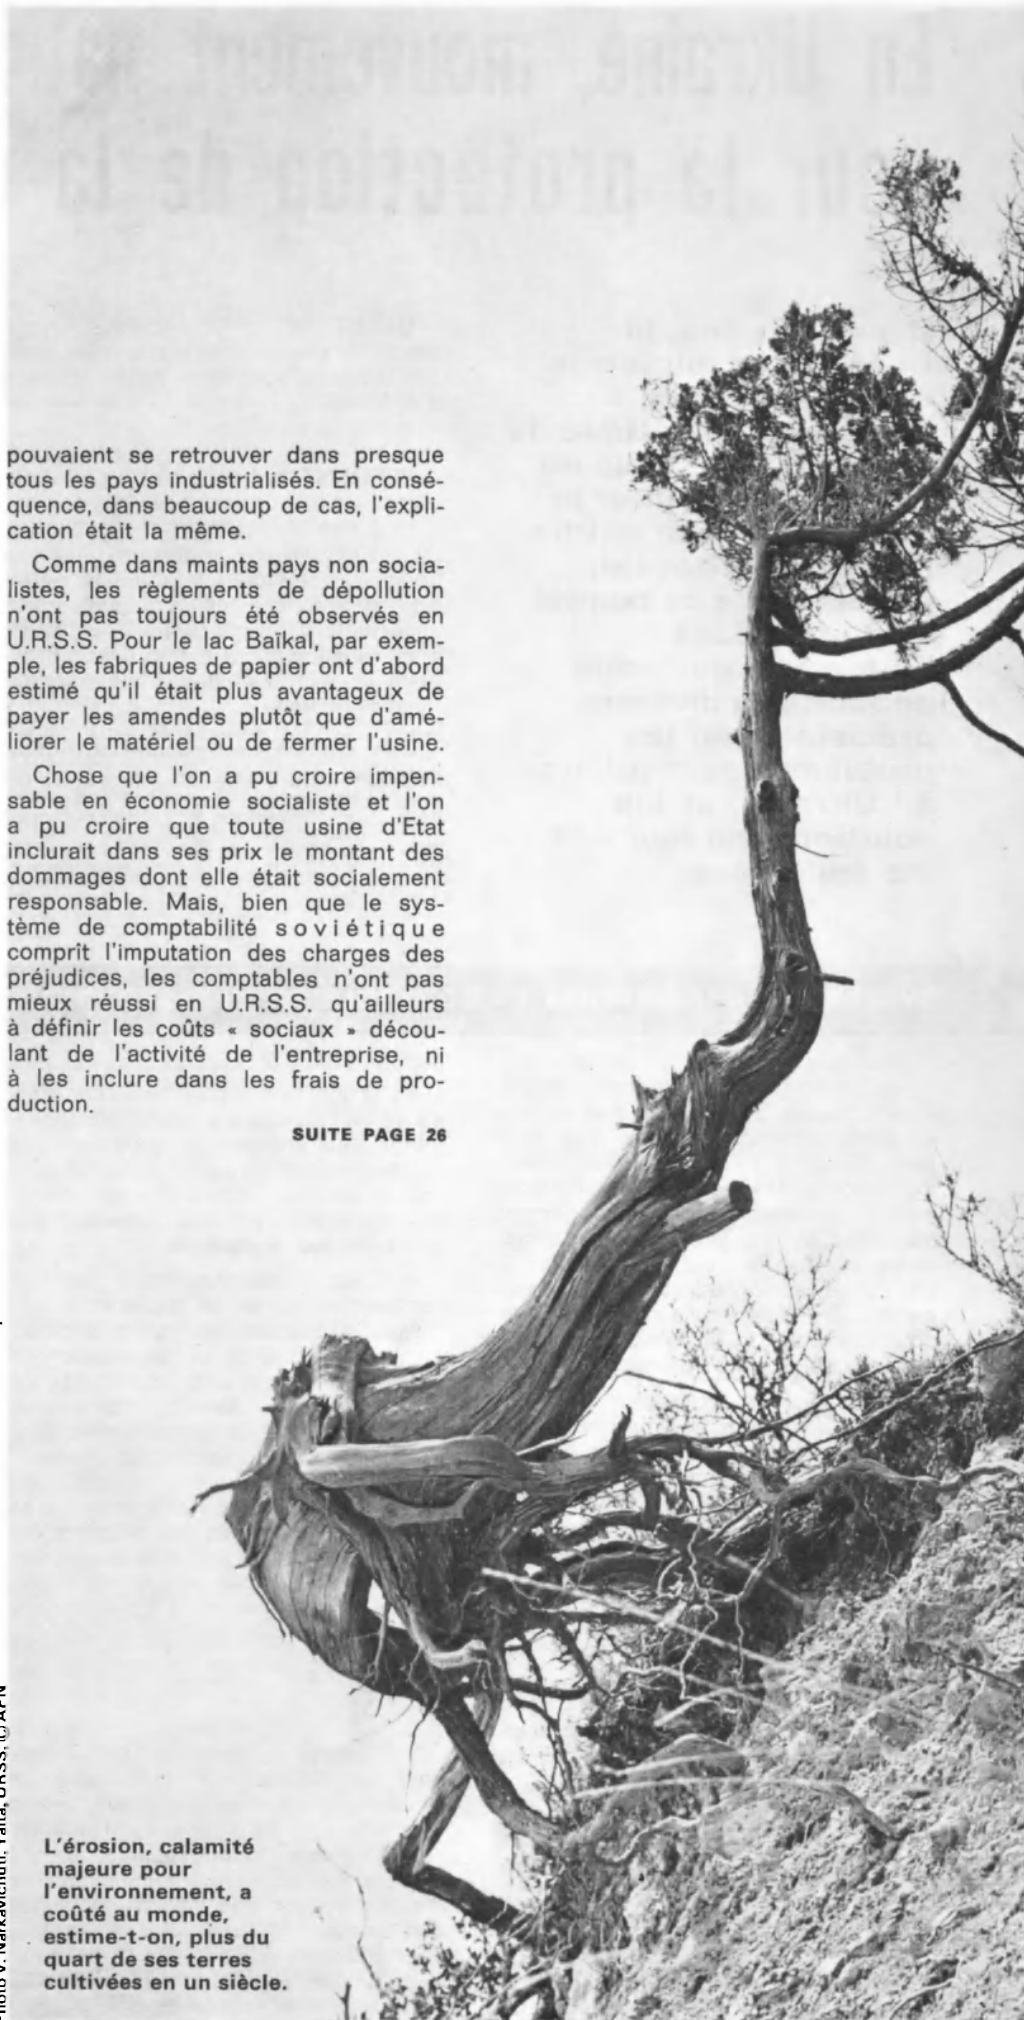 pouvaient se retrouver dans presque
tous les pays industrialisés. En consé-
quence, dans beaucoup de cas, l'expli-
cation était la même.
Comme dans maints pays non socia-
listes, les règlements de dépollution
n'ont pas toujours été observés en
U.R.S.S. Pour le lac Baïkal, par exem-
ple, les fabriques de papier ont d'abord
estimé qu'il était plus avantageux de
payer les amendes plutôt que d'amé-
liorer le matériel ou de fermer l'usine.
Chose que l'on a pu croire impen-
sable en économie socialiste et l'on
a pu croire que toute usine d'Etat
inclurait dans ses prix le montant des
dommages dont elle était socialement
responsable. Mais, bien que le sys-
tème de comptabilité soviétique
comprît l'imputation des charges des
préjudices, les comptables n'ont pas
mieux réussi en U.R.S.S. qu'ailleurs
à définir les coûts « sociaux » décou-
lant de l'activité de l'entreprise, ni
à les inclure dans les frais de pro-
duction.
SUITE PAGE 26
L'érosion, calamité
majeure pour
l'environnement, a
coûté au monde,
estime-t-on, plus du
quart de ses terres
cultivées en un siècle.